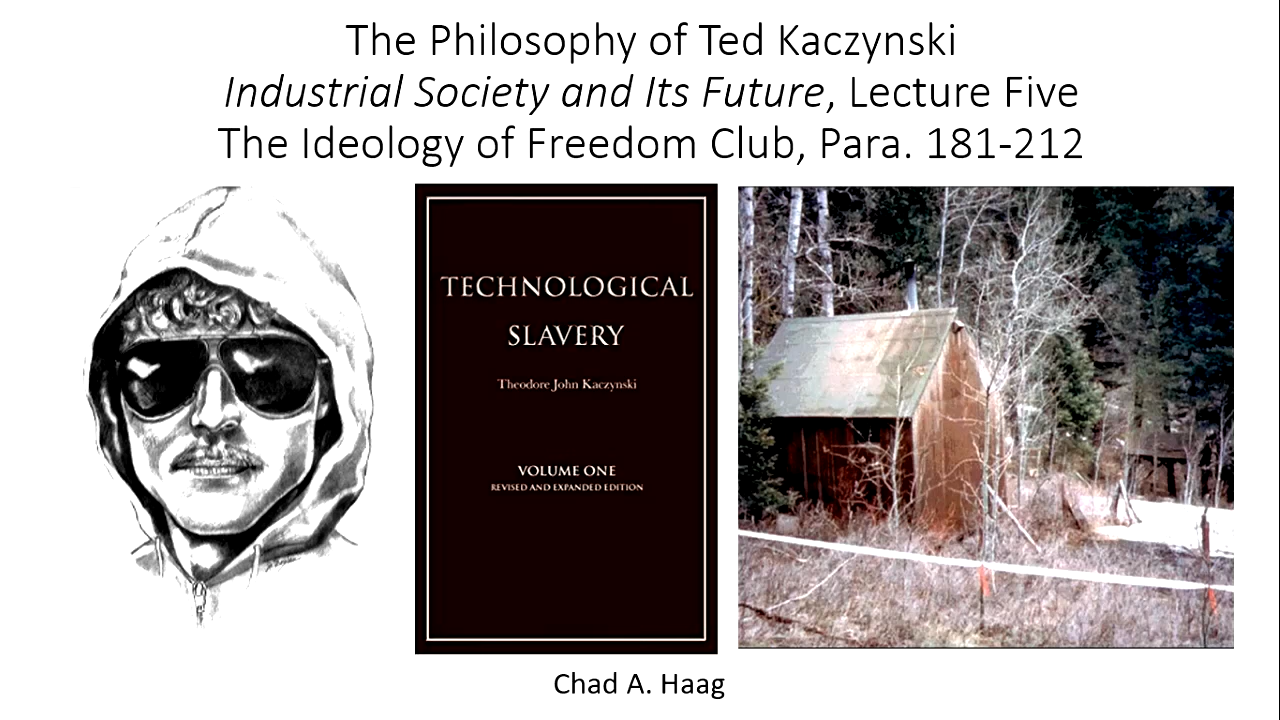 The Philosophy of Ted Kaczynski
Industrial Society and Its Future, Lecture Five
The Ideology of Freedom Club, Para. 181-212
TECHNOLOGICAL
SLAVERY
Theodore John Kaczynski
VOLUME ONE
REVISED AND EXPANDED EDITION
Chad A. Haag